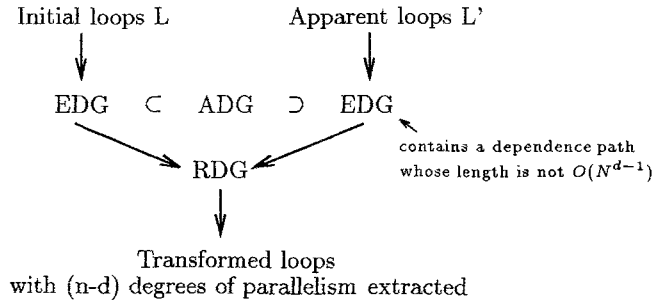 Initial loops L Apparent loops L'
EDG ⊂ ADG ⊃ EDG
contains a dependence path
whose length is not O(N^{d−1})
RDG
Transformed loops
with (n-d) degrees of parallelism extracted